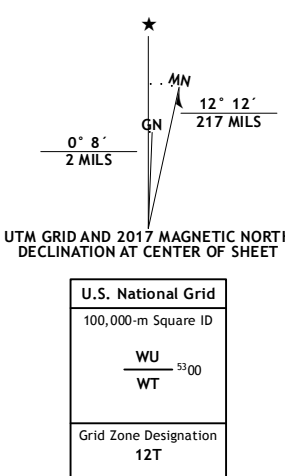 ★
MN
GN
12° 12´
217 MILS
0° 8´
2 MILS
UTM GRID AND 2017 MAGNETIC NORTH
DECLINATION AT CENTER OF SHEET
U.S. National Grid
100,000-m Square ID
WU
5300
WT
Grid Zone Designation
12T